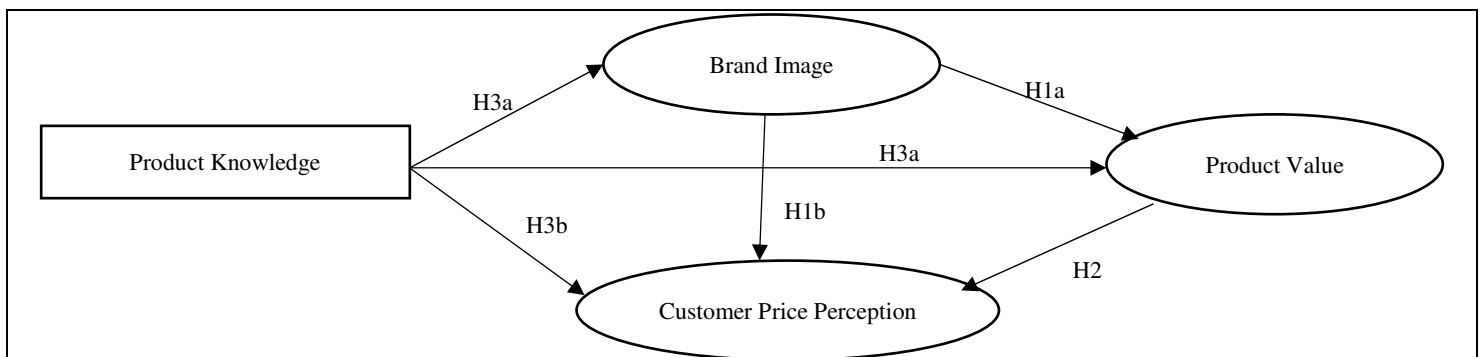 Brand Image
H1a
H3a
Product Knowledge
H3a
Product Value
H1b
H3b
H2
Customer Price Perception